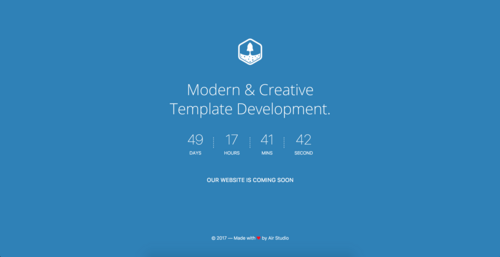 Modern & Creative
Template Development.
49 17 41 42
DAYS HOURS MINS SECOND
OUR WEBSITE IS COMING SOON
© 2017 — Made with ❤ by Air Studio